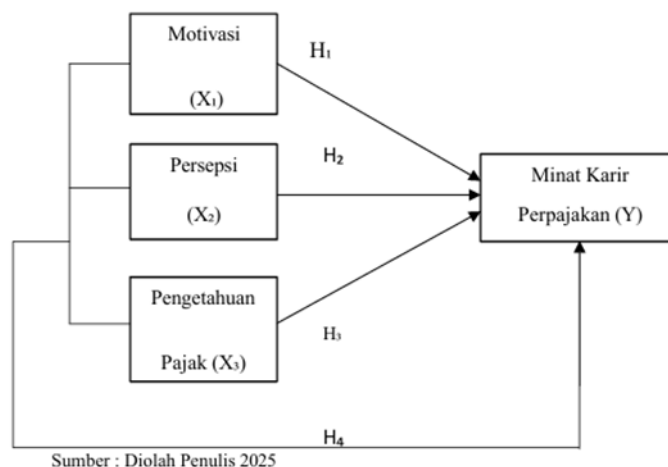 Motivasi
(X₁)
H₁
Persepsi
(X₂)
H₂
Minat Karir
Perpajakan (Y)
Pengetahuan
Pajak (X₃)
H₃
H₄
Sumber : Diolah Penulis 2025